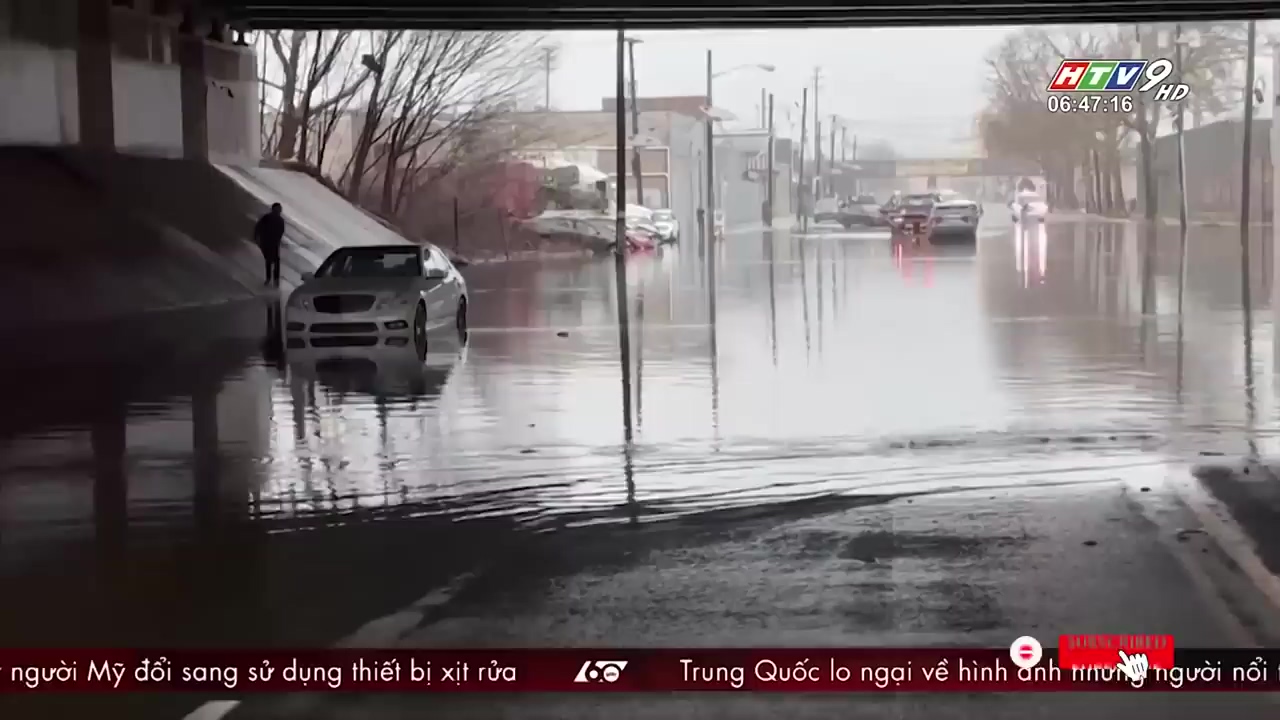 HTV9
HD
06:47:16
người Mỹ đổi sang sử dụng thiết bị xịt rửa
Trung Quốc lo ngại về hình ảnh những người nổi